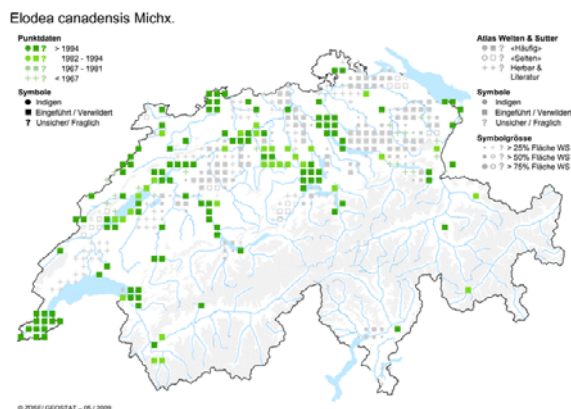 Elodea canadensis Michx.
Punktdaten
> 1994
? 1982 - 1994
? 1967 - 1981
< 1967
Symbole
Indigen
Eingeführt / Verwildert
? Unsicher / Fraglich
Atlas Welten & Sutter
? «Häufig»
? «Selten»
Herbar &
Literatur
Symbole
Indigen
Eingeführt / Verwildert
? Unsicher / Fraglich
Symbolgrösse
? > 25% Fläche WS
? > 50% Fläche WS
? > 75% Fläche WS
© ZDSF/ GEOSTAT – 05 / 2009